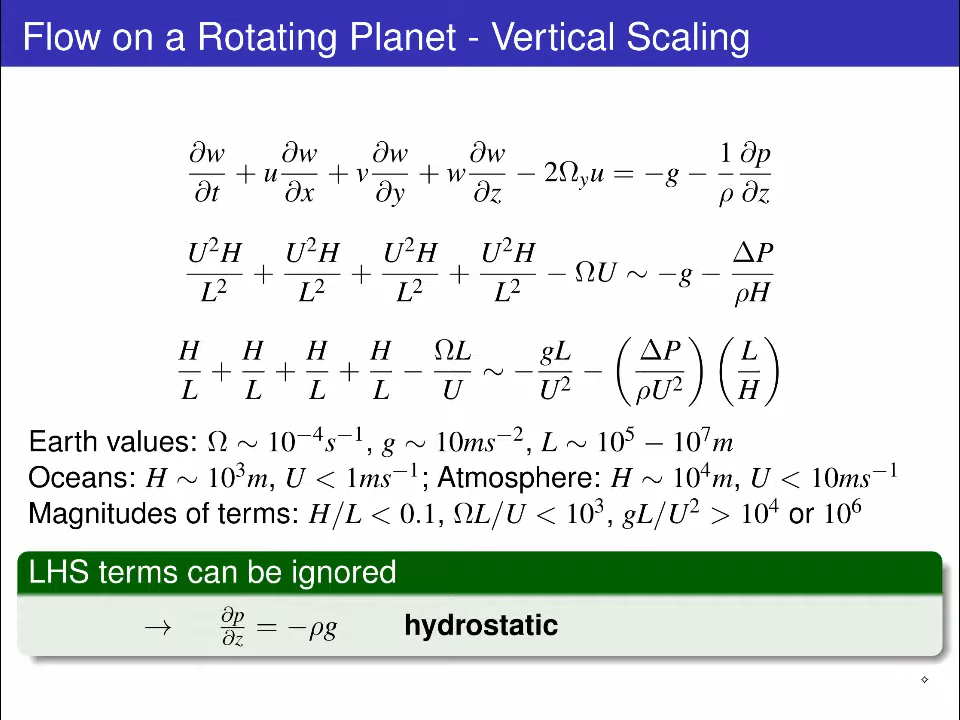 Flow on a Rotating Planet - Vertical Scaling
∂w/∂t + u ∂w/∂x + v ∂w/∂y + w ∂w/∂z − 2Ω_y u = −g − (1/ρ) ∂p/∂z
U²H/L² + U²H/L² + U²H/L² + U²H/L² − ΩU ∼ −g − ΔP/(ρH)
H/L + H/L + H/L + H/L − ΩL/U ∼ −gL/U² − (ΔP/(ρU²)) (L/H)
Earth values: Ω ∼ 10⁻⁴s⁻¹, g ∼ 10ms⁻², L ∼ 10⁵ − 10⁷m
Oceans: H ∼ 10³m, U < 1ms⁻¹; Atmosphere: H ∼ 10⁴m, U < 10ms⁻¹
Magnitudes of terms: H/L < 0.1, ΩL/U < 10³, gL/U² > 10⁴ or 10⁶
LHS terms can be ignored
→ ∂p/∂z = −ρg hydrostatic